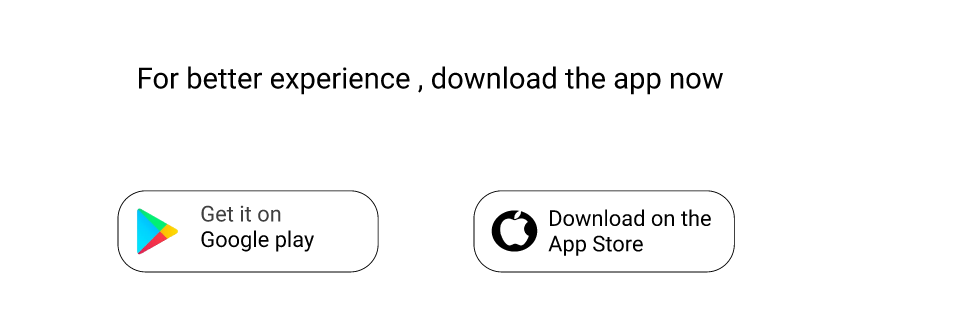 For better experience , download the app now
Get it on
Google play
Download on the
App Store